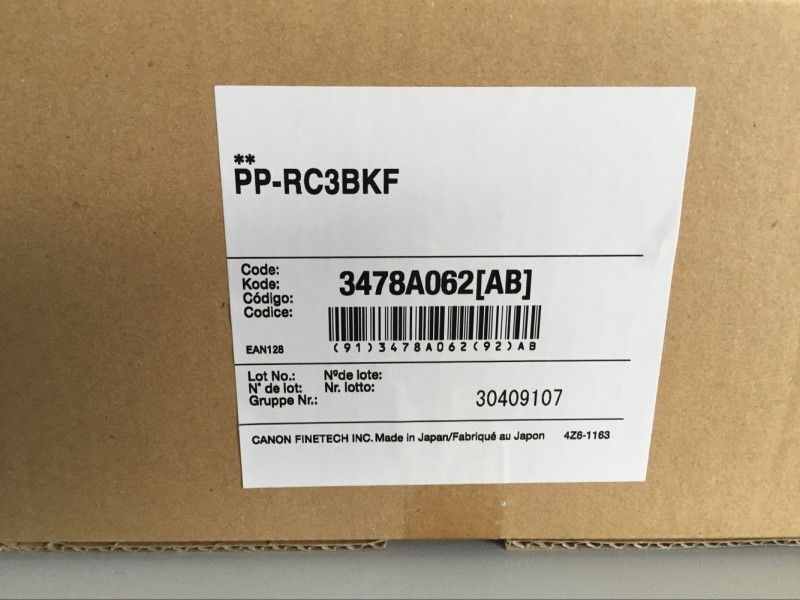 **
PP-RC3BKF
Code:
Kode:
Código:
Codice:
3478A062[AB]
EAN128
(91)3478A062(92)AB
Lot No.: Nºde lote:
N° de lot: Nr. lotto:
Gruppe Nr.:
30409107
CANON FINETECH INC. Made in Japan/Fabriqué au Japon 4Z6-1163